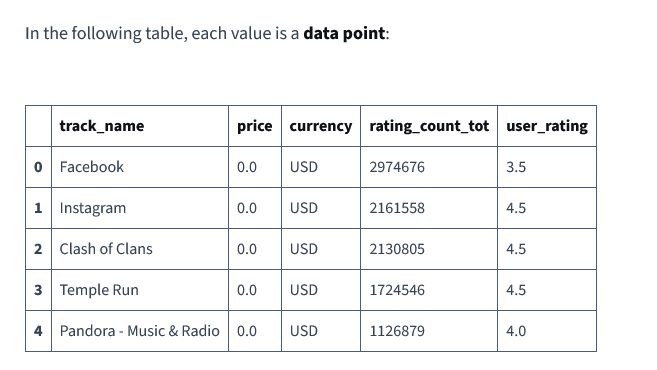 In the following table, each value is a data point:
track_name price currency rating_count_tot user_rating
0 Facebook 0.0 USD 2974676 3.5
1 Instagram 0.0 USD 2161558 4.5
2 Clash of Clans 0.0 USD 2130805 4.5
3 Temple Run 0.0 USD 1724546 4.5
4 Pandora - Music & Radio 0.0 USD 1126879 4.0